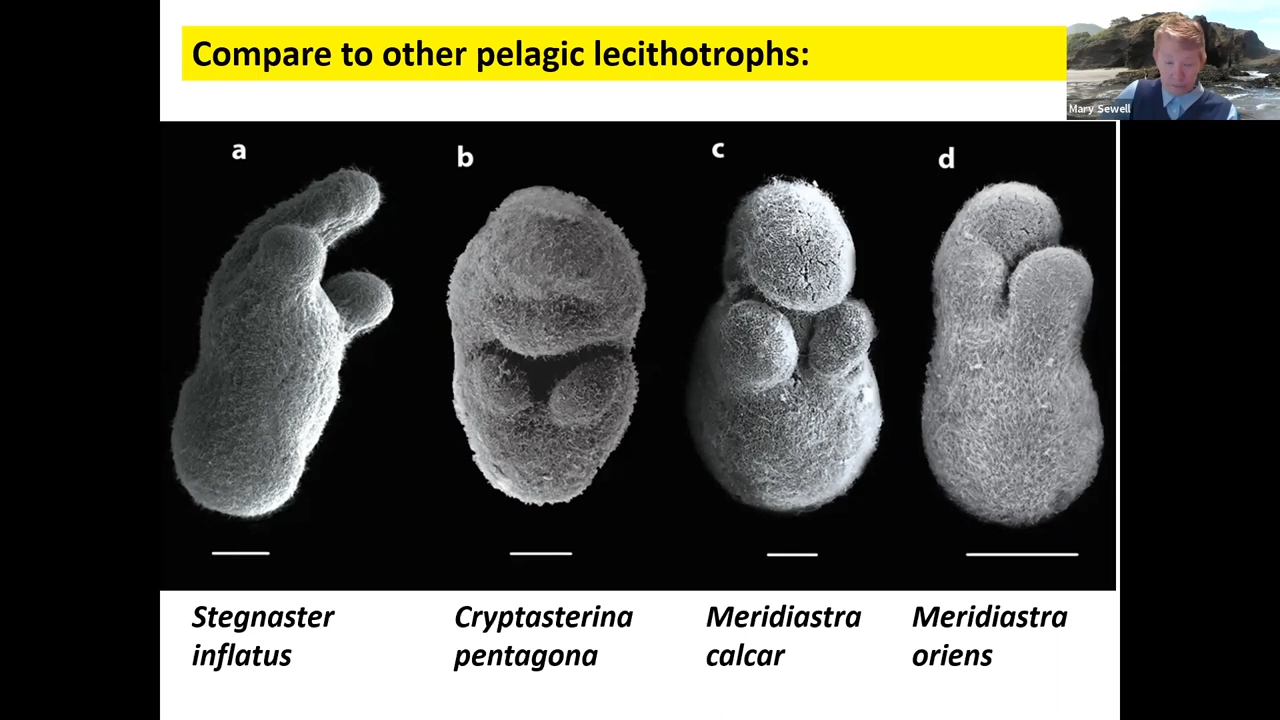 Compare to other pelagic lecithotrophs:
Mary Sewell
a
b
c
d
Stegnaster
inflatus
Cryptasterina
pentagona
Meridiastra
calcar
Meridiastra
oriens